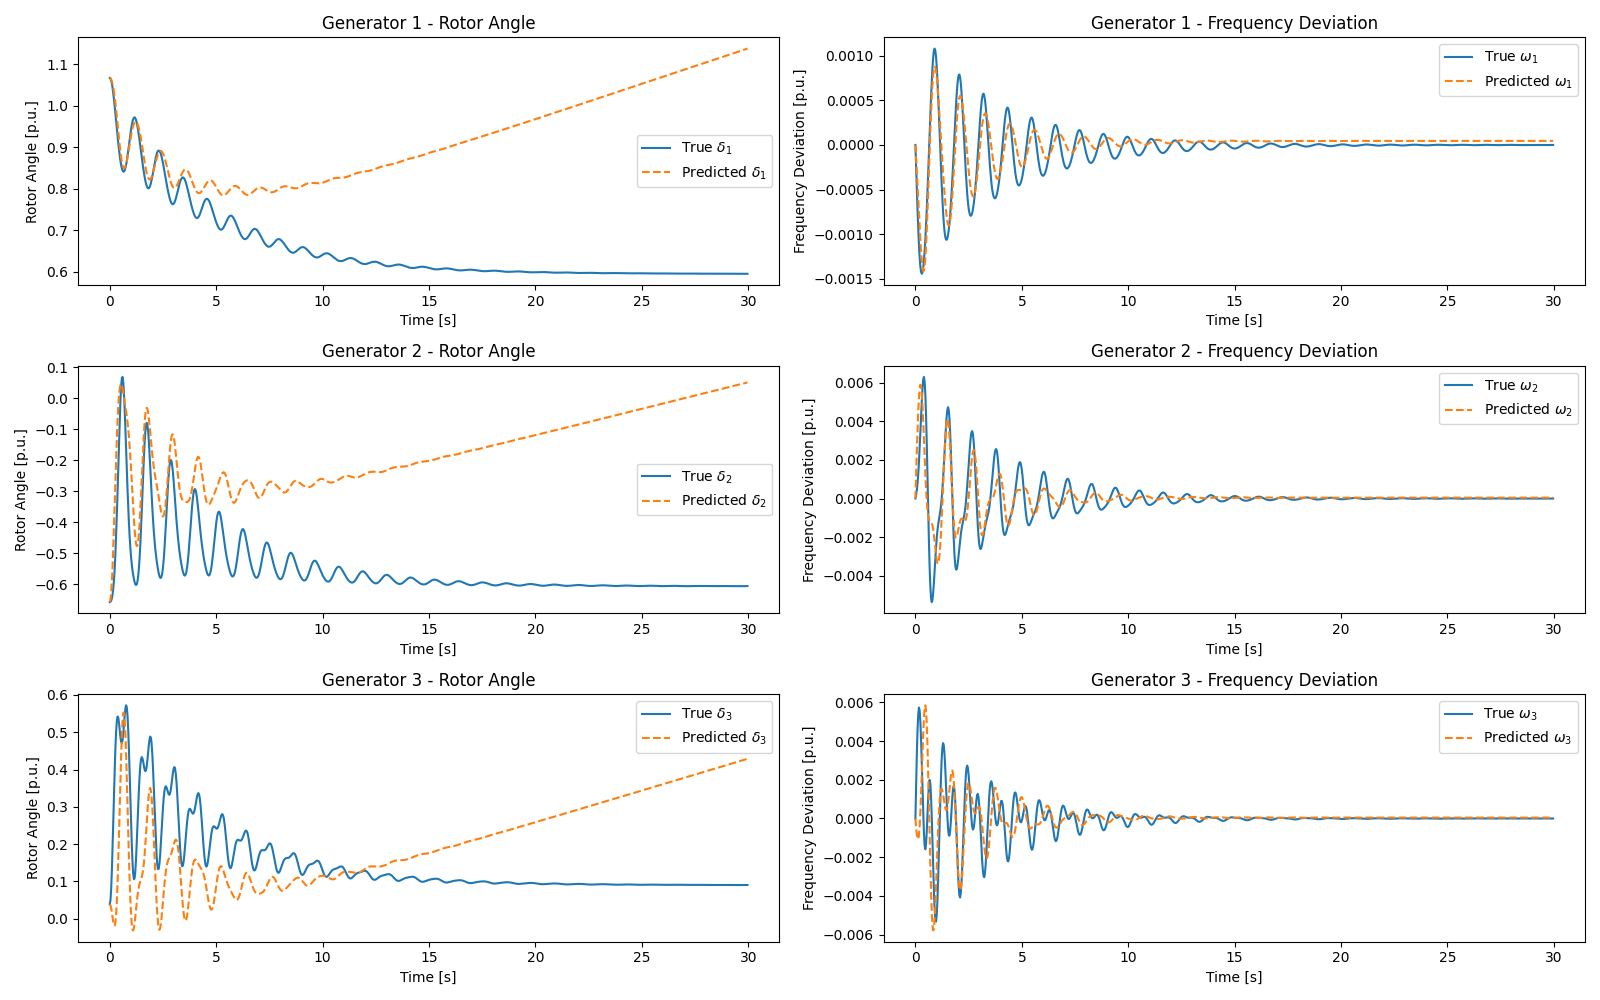 Generator 1 - Rotor Angle
Rotor Angle [p.u.]
1.1
1.0
0.9
0.8
0.7
0.6
True δ1
Predicted δ1
0 5 10 15 20 25 30
Time [s]
Generator 1 - Frequency Deviation
Frequency Deviation [p.u.]
0.0010
0.0005
0.0000
−0.0005
−0.0010
−0.0015
True ω1
Predicted ω1
0 5 10 15 20 25 30
Time [s]
Generator 2 - Rotor Angle
Rotor Angle [p.u.]
0.1
0.0
−0.1
−0.2
−0.3
−0.4
−0.5
−0.6
True δ2
Predicted δ2
0 5 10 15 20 25 30
Time [s]
Generator 2 - Frequency Deviation
Frequency Deviation [p.u.]
0.006
0.004
0.002
0.000
−0.002
−0.004
True ω2
Predicted ω2
0 5 10 15 20 25 30
Time [s]
Generator 3 - Rotor Angle
Rotor Angle [p.u.]
0.6
0.5
0.4
0.3
0.2
0.1
0.0
True δ3
Predicted δ3
0 5 10 15 20 25 30
Time [s]
Generator 3 - Frequency Deviation
Frequency Deviation [p.u.]
0.006
0.004
0.002
0.000
−0.002
−0.004
−0.006
True ω3
Predicted ω3
0 5 10 15 20 25 30
Time [s]